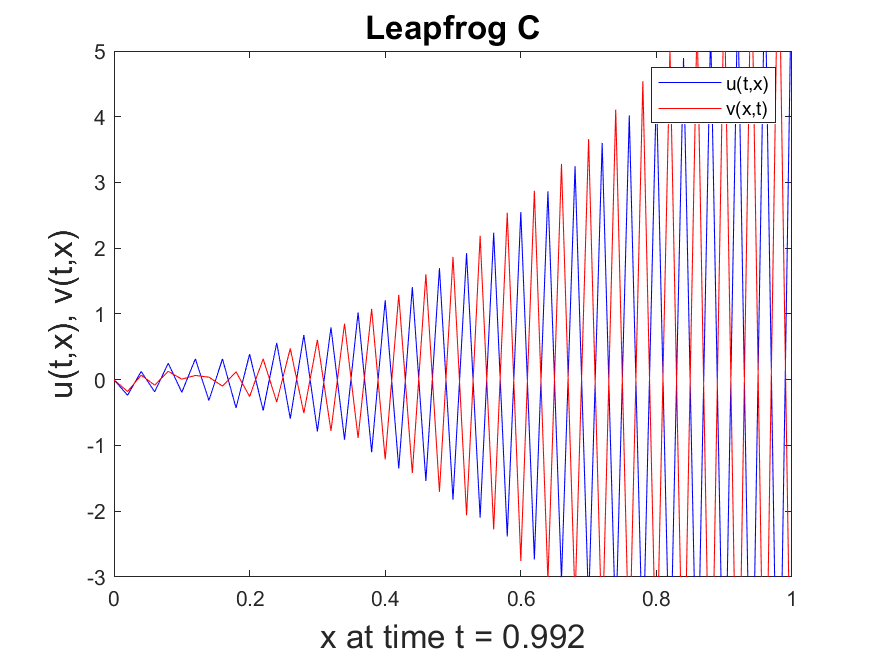 Leapfrog C
5
4
3
2
1
0
-1
-2
-3
u(t,x), v(t,x)
u(t,x)
v(x,t)
0 0.2 0.4 0.6 0.8 1
x at time t = 0.992